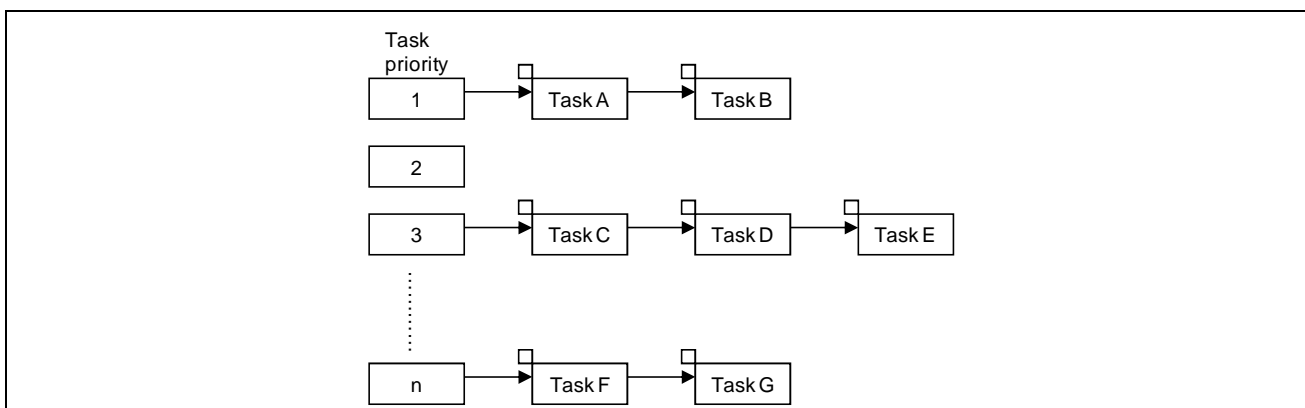 Task
priority
1 Task A Task B
2
3 Task C Task D Task E
n Task F Task G